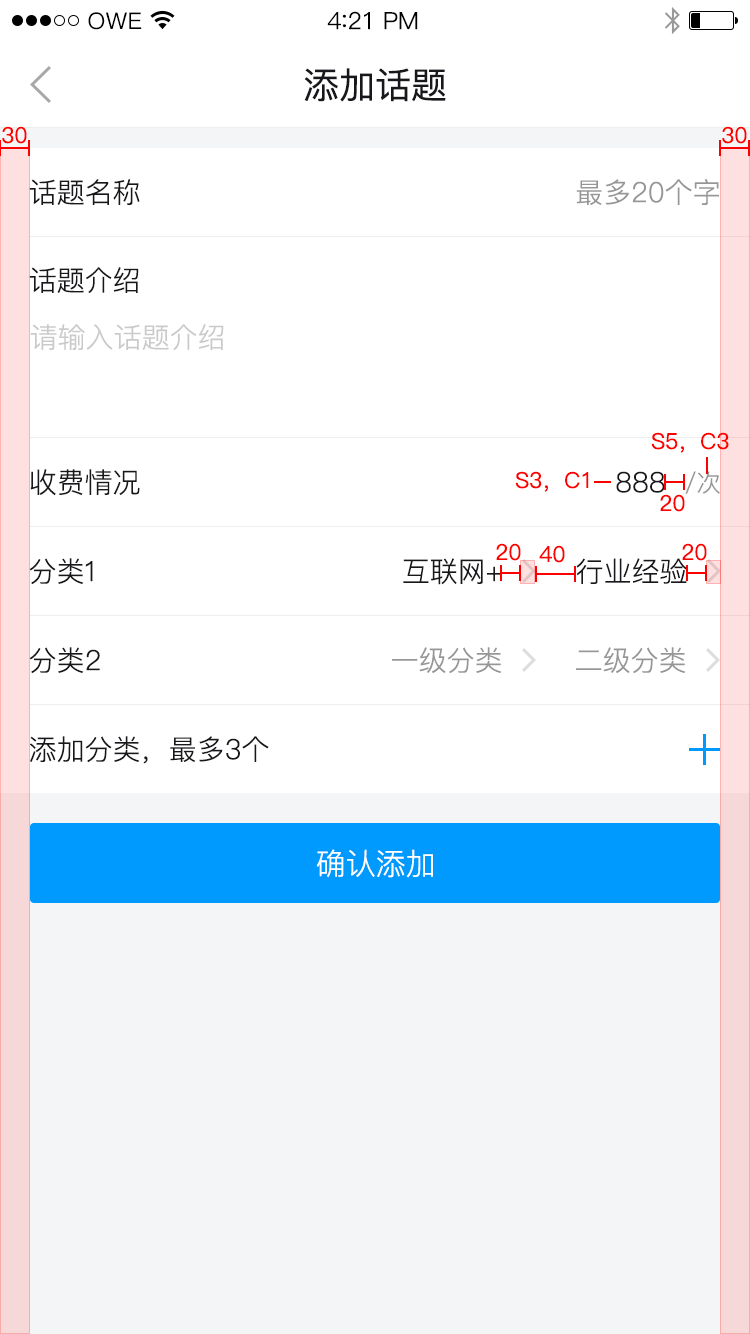 OWE 4:21 PM
添加话题
30 30
话题名称 最多20个字
话题介绍
请输入话题介绍
S5，C3
收费情况 S3，C1 888 /次
20
20 40 20
分类1 互联网+ 行业经验
分类2 一级分类 二级分类
添加分类，最多3个
确认添加